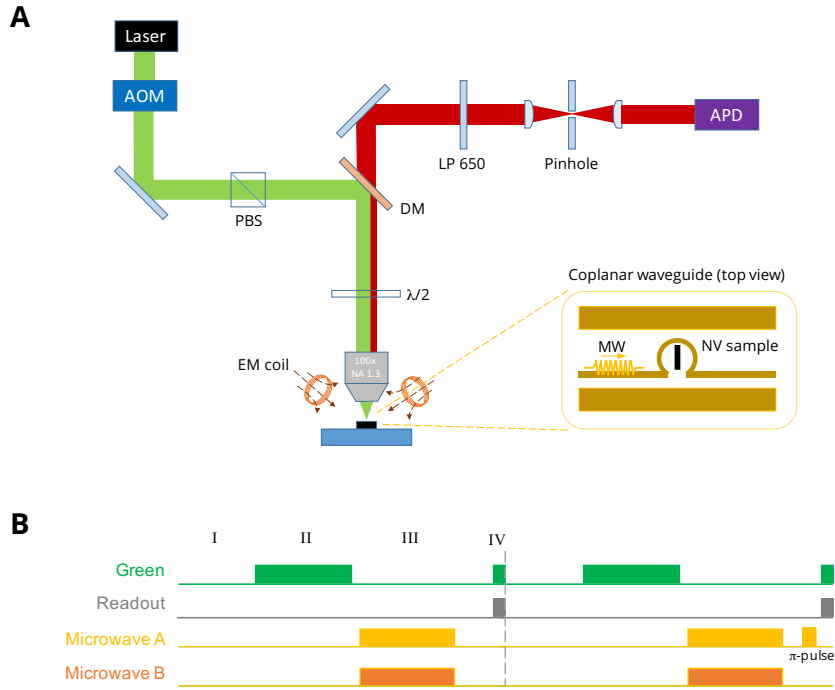 A
Laser
AOM
PBS
DM
LP 650
Pinhole
APD
λ/2
Coplanar waveguide (top view)
MW
NV sample
EM coil
100x
NA 1.3
B
I II III IV
Green
Readout
Microwave A
π-pulse
Microwave B